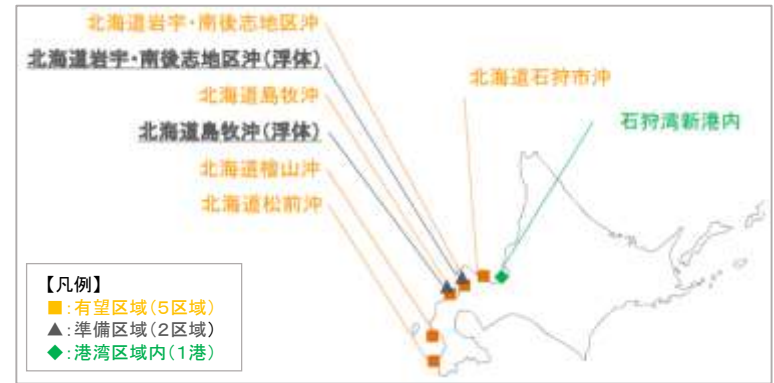 北海道岩宇・南後志地区沖
北海道岩宇・南後志地区沖(浮体)
北海道島牧沖
北海道島牧沖(浮体)
北海道檜山沖
北海道松前沖
北海道石狩市沖
石狩湾新港内
【凡例】
■:有望区域(5区域)
▲:準備区域(2区域)
◆:港湾区域内(1港)